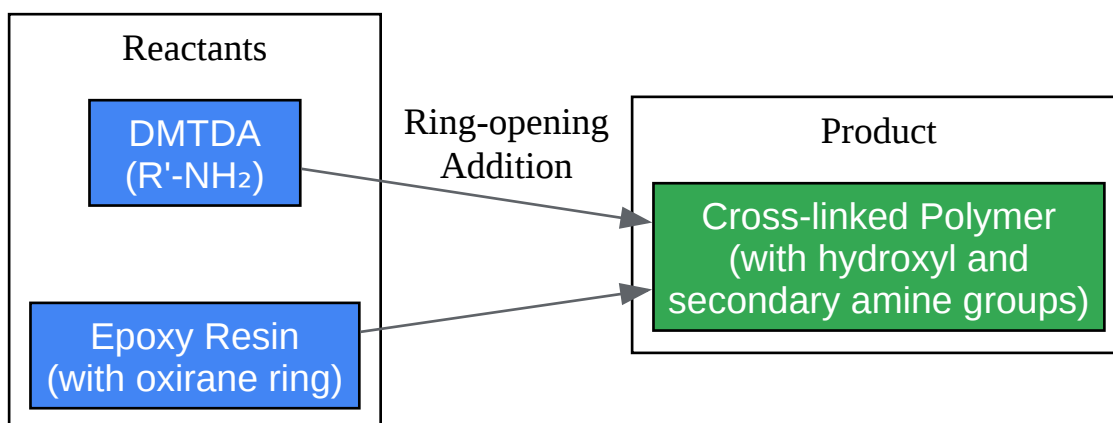 Reactants
DMTDA
(R'-NH₂)
Epoxy Resin
(with oxirane ring)
Ring-opening
Addition
Product
Cross-linked Polymer
(with hydroxyl and
secondary amine groups)